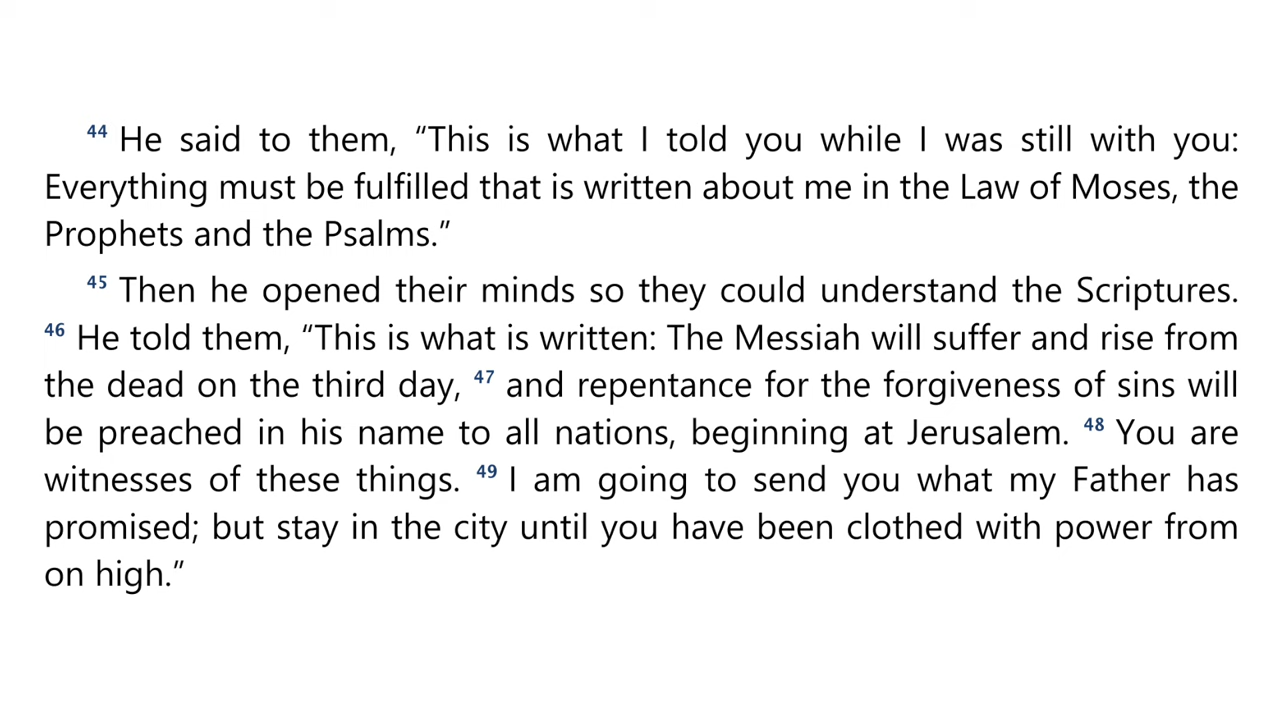 44 He said to them, “This is what I told you while I was still with you:
Everything must be fulfilled that is written about me in the Law of Moses, the
Prophets and the Psalms.”
45 Then he opened their minds so they could understand the Scriptures.
46 He told them, “This is what is written: The Messiah will suffer and rise from
the dead on the third day, 47 and repentance for the forgiveness of sins will
be preached in his name to all nations, beginning at Jerusalem. 48 You are
witnesses of these things. 49 I am going to send you what my Father has
promised; but stay in the city until you have been clothed with power from
on high.”